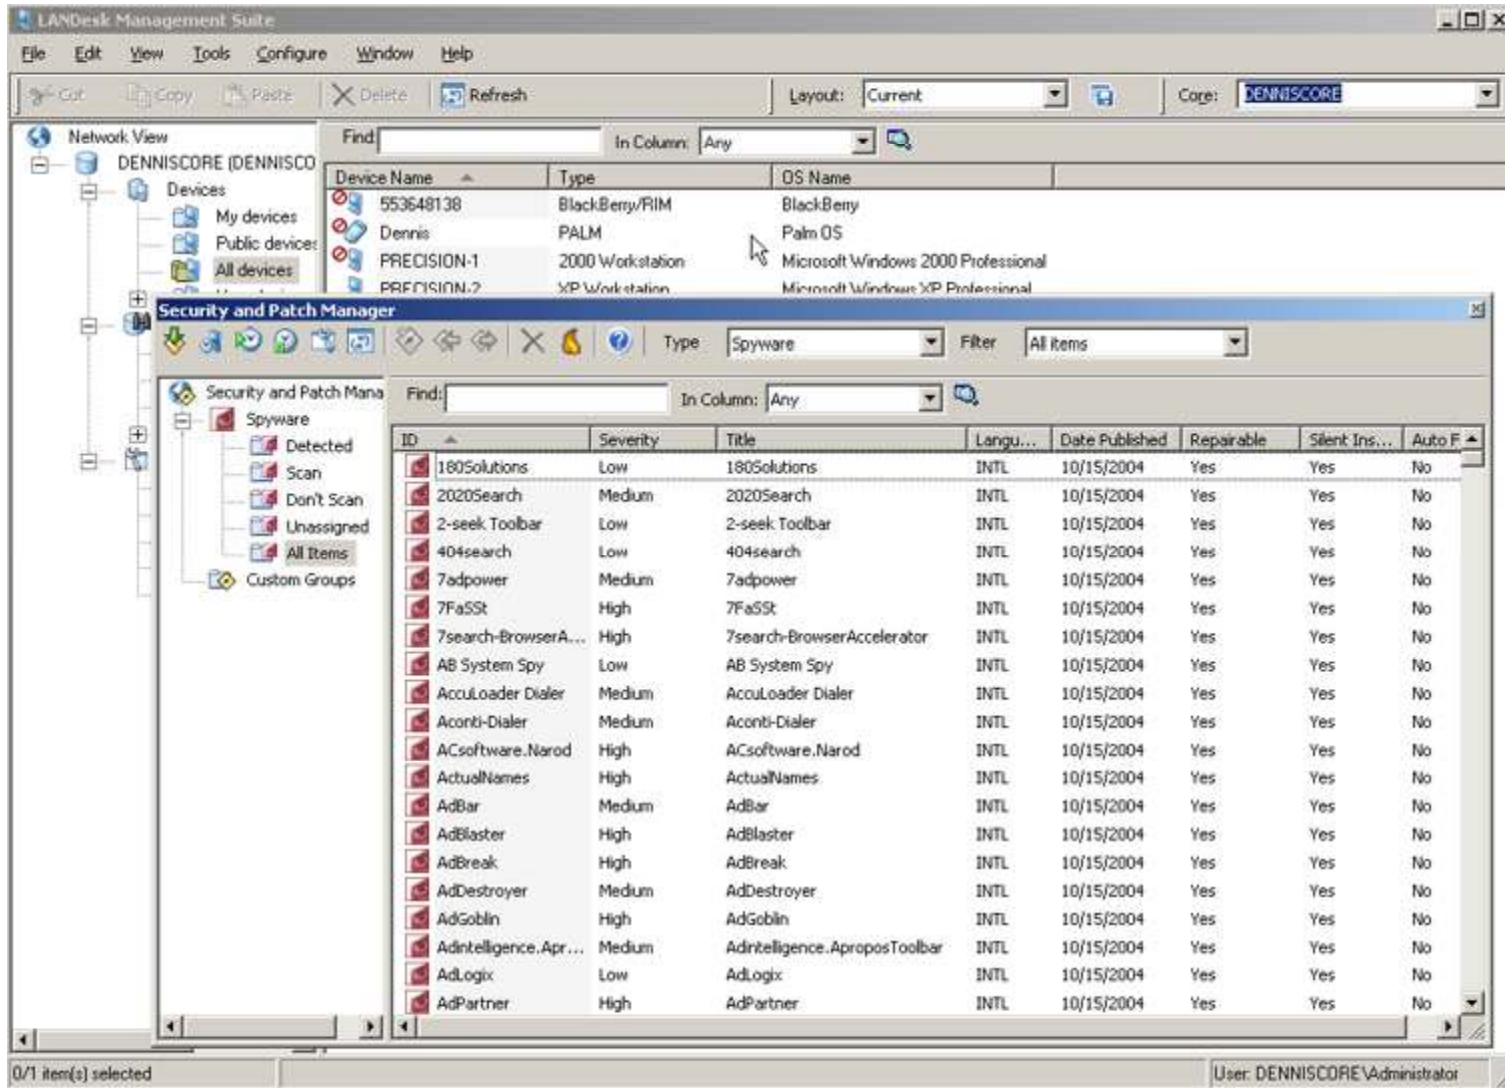 LANDesk Management Suite
File Edit View Tools Configure Window Help
Cut Copy Paste Delete Refresh Layout: Current Core: DENNISCORE
Network View
DENNISCORE (DENNISCO
Devices
My devices
Public devices
All devices
Find: In Column: Any
Device Name Type OS Name
553648138 BlackBerry/RIM BlackBerry
Dennis PALM Palm OS
PRECISION-1 2000 Workstation Microsoft Windows 2000 Professional
PRECISION-2 XP Workstation Microsoft Windows XP Professional
Security and Patch Manager
Type Spyware Filter All items
Security and Patch Mana
Spyware
Detected
Scan
Don't Scan
Unassigned
All Items
Custom Groups
Find: In Column: Any
ID Severity Title Langu... Date Published Repairable Silent Ins... Auto F
180Solutions Low 180Solutions INTL 10/15/2004 Yes Yes No
2020Search Medium 2020Search INTL 10/15/2004 Yes Yes No
2-seek Toolbar Low 2-seek Toolbar INTL 10/15/2004 Yes Yes No
404search Low 404search INTL 10/15/2004 Yes Yes No
7adpower Medium 7adpower INTL 10/15/2004 Yes Yes No
7FaSSt High 7FaSSt INTL 10/15/2004 Yes Yes No
7search-BrowserA... High 7search-BrowserAccelerator INTL 10/15/2004 Yes Yes No
AB System Spy Low AB System Spy INTL 10/15/2004 Yes Yes No
AccuLoader Dialer Medium AccuLoader Dialer INTL 10/15/2004 Yes Yes No
Aconti-Dialer Medium Aconti-Dialer INTL 10/15/2004 Yes Yes No
ACsoftware.Narod High ACsoftware.Narod INTL 10/15/2004 Yes Yes No
ActualNames High ActualNames INTL 10/15/2004 Yes Yes No
AdBar Medium AdBar INTL 10/15/2004 Yes Yes No
AdBlaster High AdBlaster INTL 10/15/2004 Yes Yes No
AdBreak High AdBreak INTL 10/15/2004 Yes Yes No
AdDestroyer Medium AdDestroyer INTL 10/15/2004 Yes Yes No
AdGoblin High AdGoblin INTL 10/15/2004 Yes Yes No
Adintelligence.Apr... Medium Adintelligence.AproposToolbar INTL 10/15/2004 Yes Yes No
AdLogix Low AdLogix INTL 10/15/2004 Yes Yes No
AdPartner High AdPartner INTL 10/15/2004 Yes Yes No
0/1 item(s) selected User: DENNISCORE\Administrator